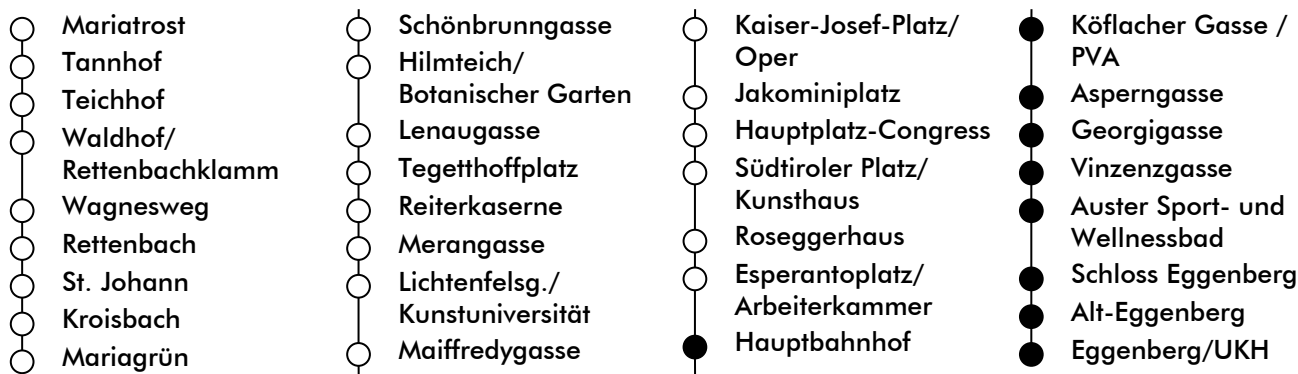 Mariatrost
Tannhof
Teichhof
Waldhof/
Rettenbachklamm
Wagnesweg
Rettenbach
St. Johann
Kroisbach
Mariagrün
Schönbrunngasse
Hilmteich/
Botanischer Garten
Lenaugasse
Tegetthoffplatz
Reiterkaserne
Merangasse
Lichtenfelsg./
Kunstuniversität
Maiffredygasse
Kaiser-Josef-Platz/
Oper
Jakominiplatz
Hauptplatz-Congress
Südtiroler Platz/
Kunsthaus
Roseggerhaus
Esperantoplatz/
Arbeiterkammer
Hauptbahnhof
Köflacher Gasse /
PVA
Asperngasse
Georgigasse
Vinzenzgasse
Auster Sport- und
Wellnessbad
Schloss Eggenberg
Alt-Eggenberg
Eggenberg/UKH